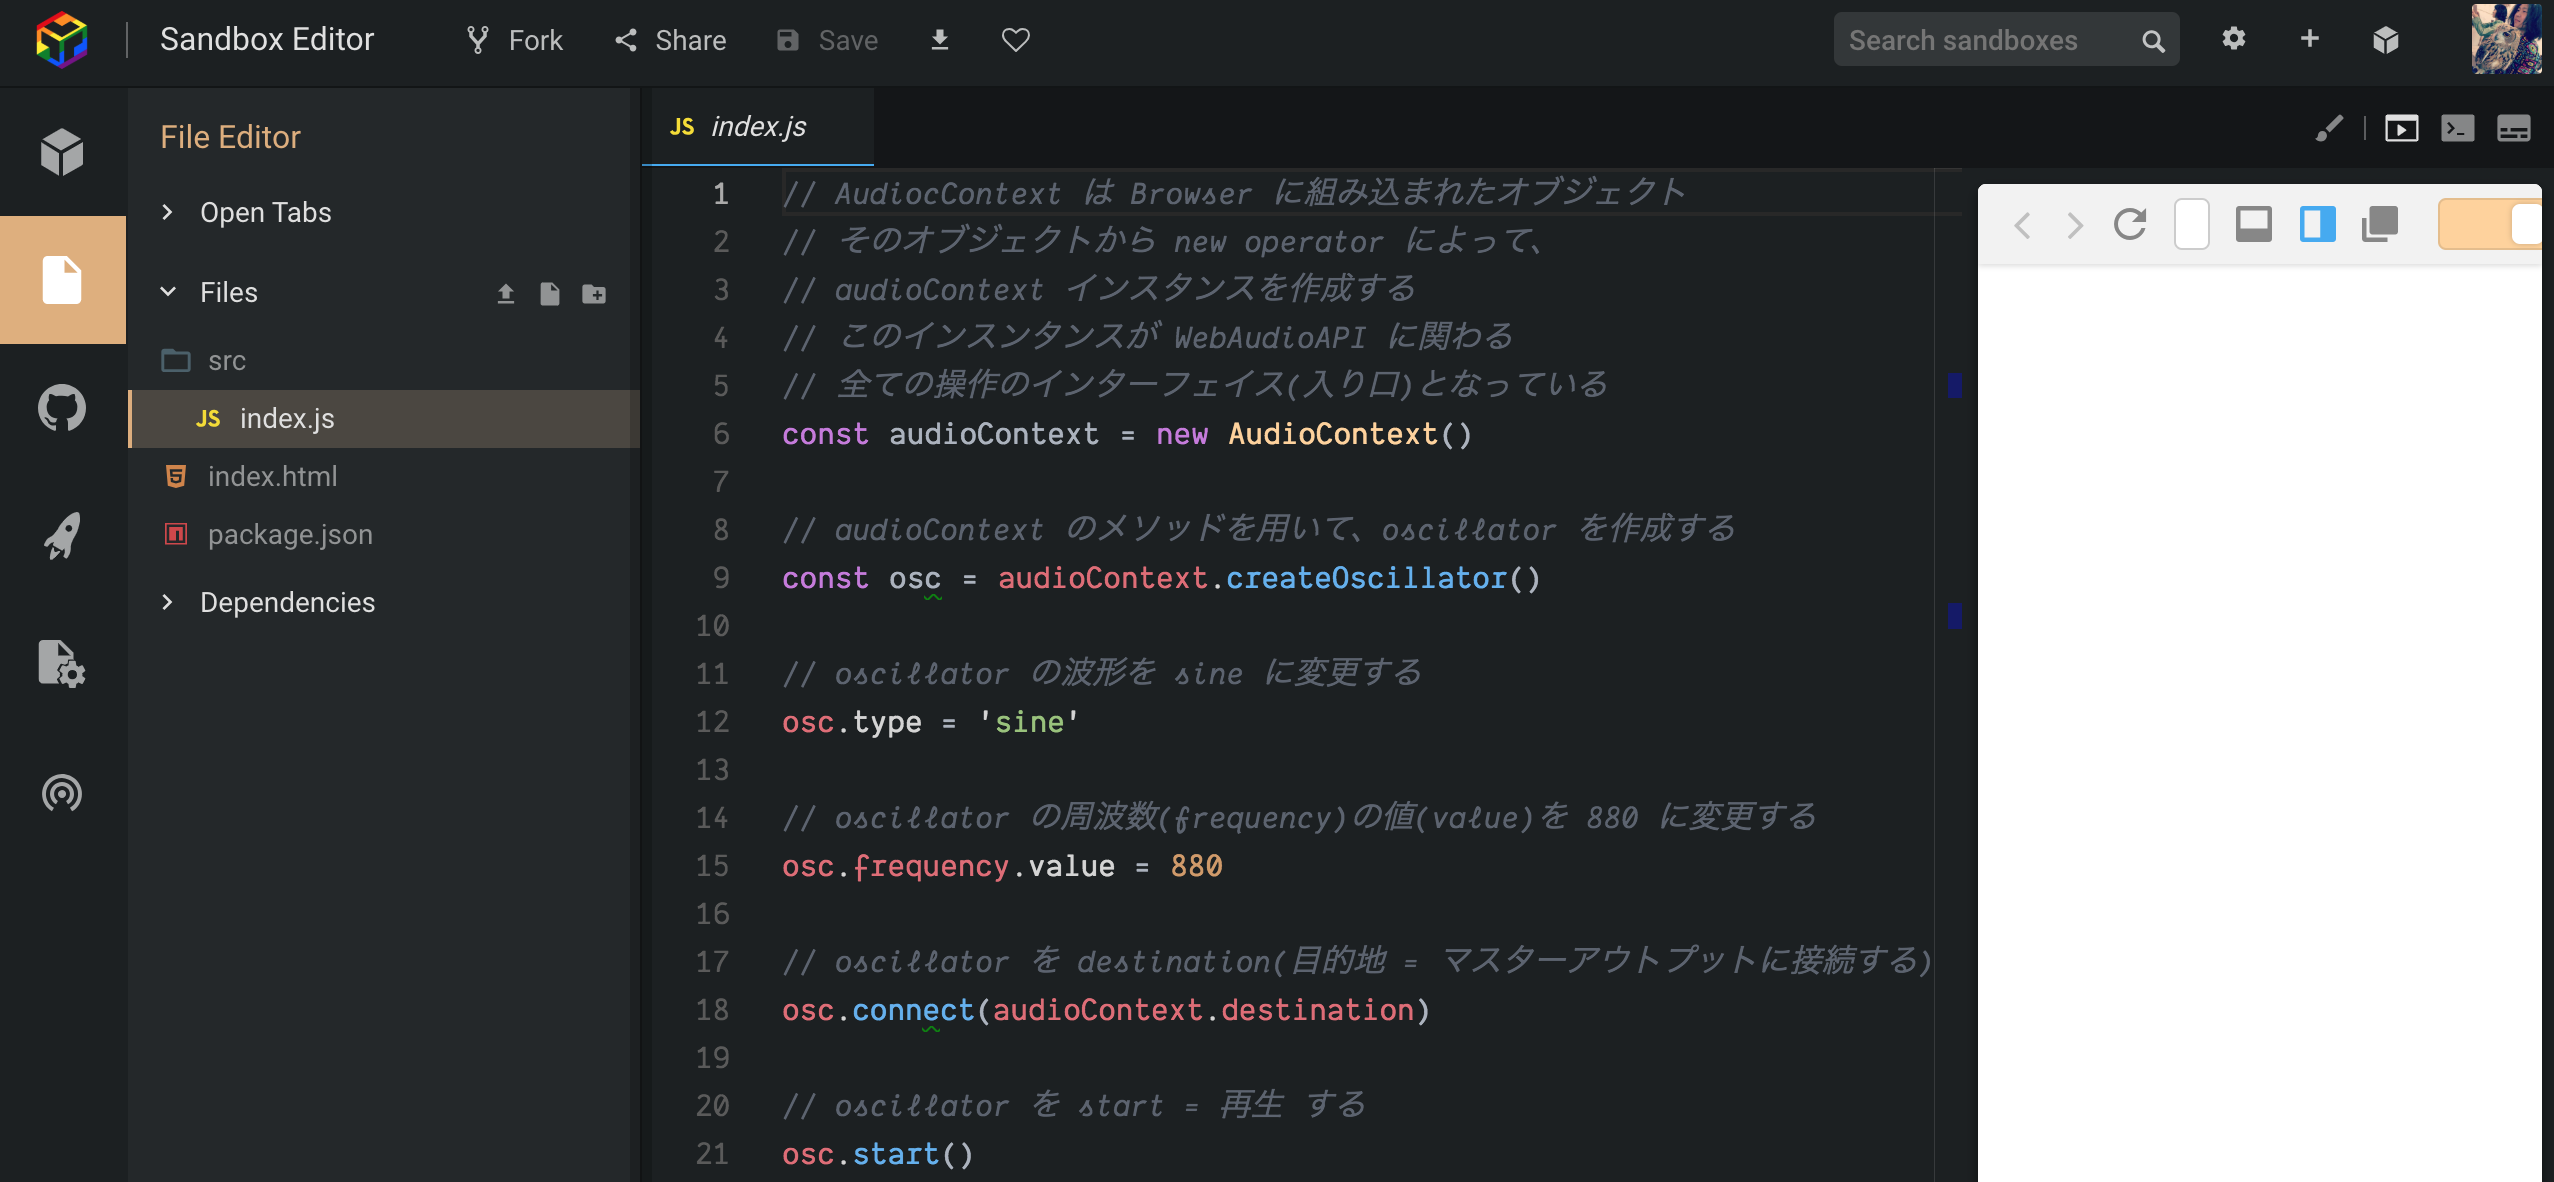 Sandbox Editor
Fork
Share
Save
Search sandboxes
File Editor
Open Tabs
Files
src
JS index.js
index.html
package.json
Dependencies
JS index.js
1 // AudiocContext は Browser に組み込まれたオブジェクト
2 // そのオブジェクトから new operator によって、
3 // audioContext インスタンスを作成する
4 // このインスンタンスが WebAudioAPI に関わる
5 // 全ての操作のインターフェイス(入り口)となっている
6 const audioContext = new AudioContext()
7
8 // audioContext のメソッドを用いて、oscillator を作成する
9 const osc = audioContext.createOscillator()
10
11 // oscillator の波形を sine に変更する
12 osc.type = 'sine'
13
14 // oscillator の周波数(frequency)の値(value)を 880 に変更する
15 osc.frequency.value = 880
16
17 // oscillator を destination(目的地 = マスターアウトプットに接続する)
18 osc.connect(audioContext.destination)
19
20 // oscillator を start = 再生 する
21 osc.start()